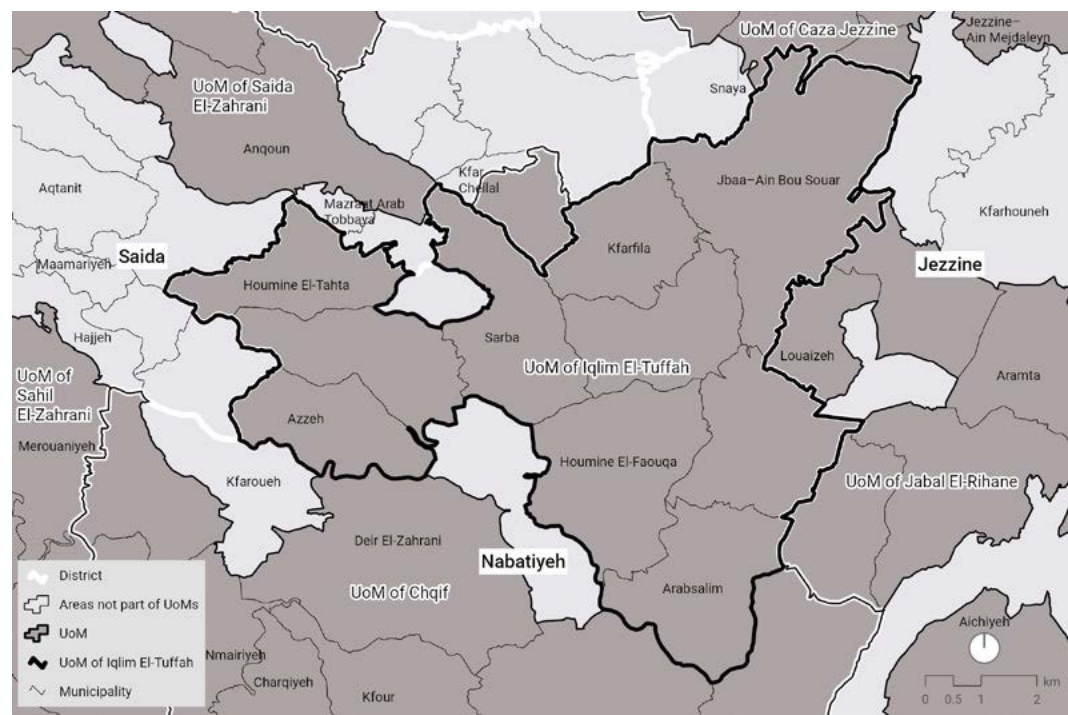 Jezzine–
Ain Mejdaleyn
UoM of Caza Jezzine
UoM of Saida
El-Zahrani
Snaya
Anqoun
Kfar
Chellal
Jbaa–Ain Bou Souar
Aqtanit
Mazraat Arab
Tobbaya
Kfarhouneh
Kfarfila
Saida
Maamariyeh
Jezzine
Houmine El-Tahta
Hajjeh
Sarba
Louaizeh
UoM of Iqlim El-Tuffah
UoM of
Sahil
El-Zahrani
Aramta
Azzeh
Merouaniyeh
Houmine El-Faouqa
Kfaroueh
UoM of Jabal El-Rihane
Deir El-Zahrani
Nabatiyeh
UoM of Chqif
Arabsalim
District
Areas not part of UoMs
UoM
UoM of Iqlim El-Tuffah
Municipality
Aichiyeh
Nmairiyeh
Charqiyeh
Kfour
km
0 0.5 1 2